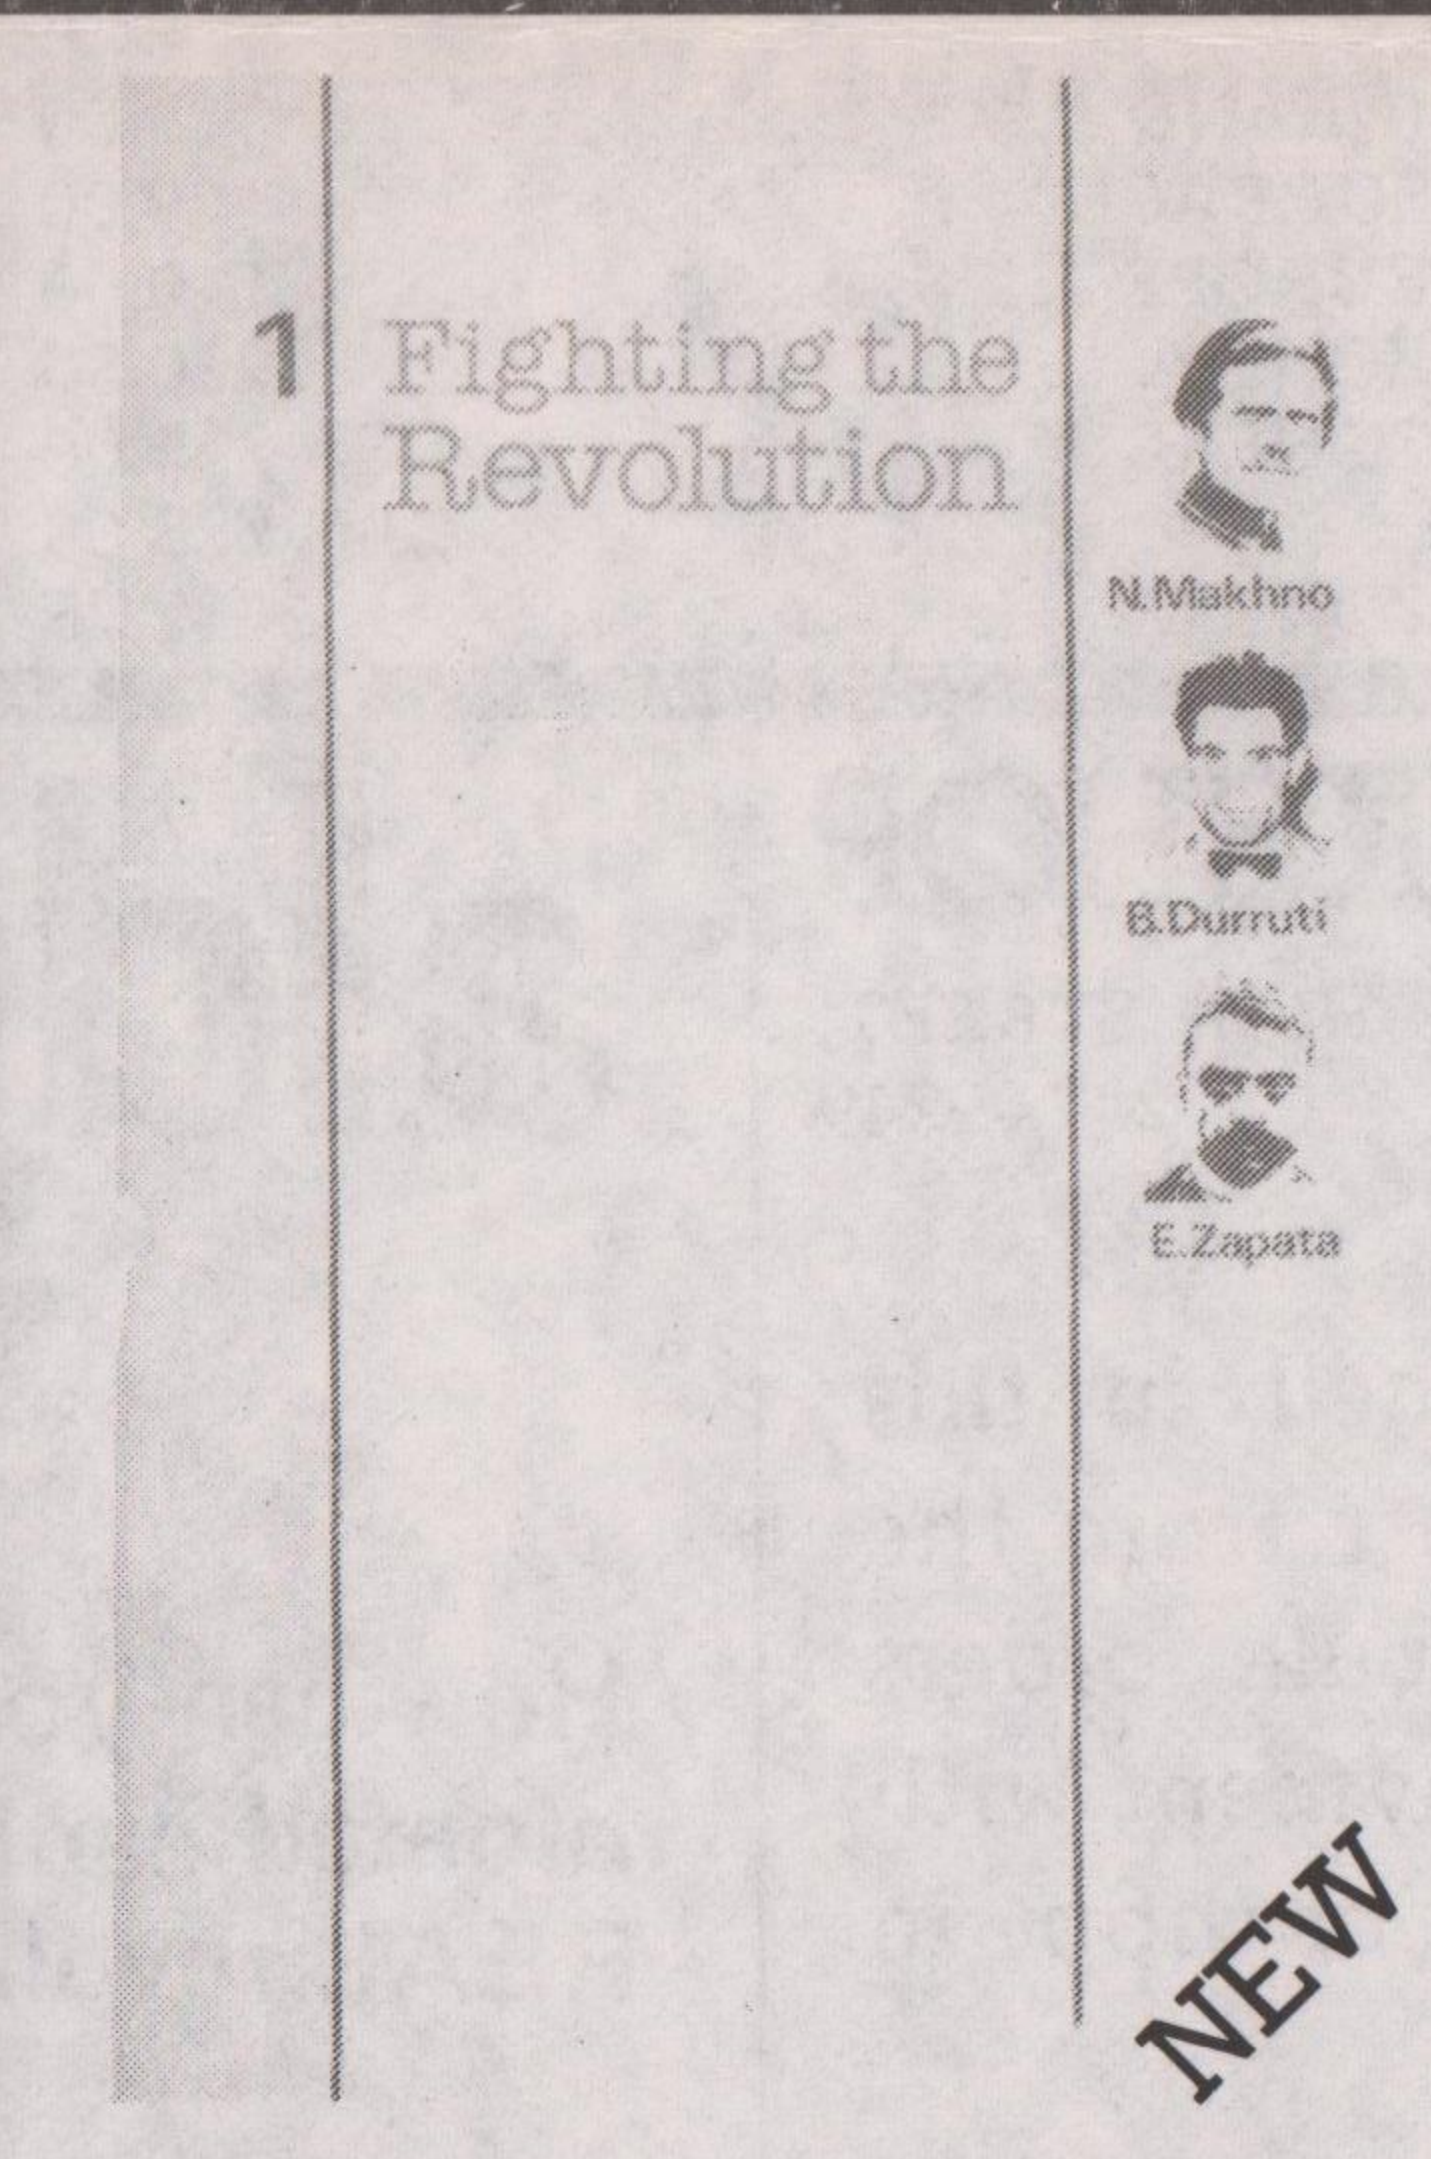 1
Fighting the
Revolution
N.Makhno
B.Durruti
E.Zapata
NEW